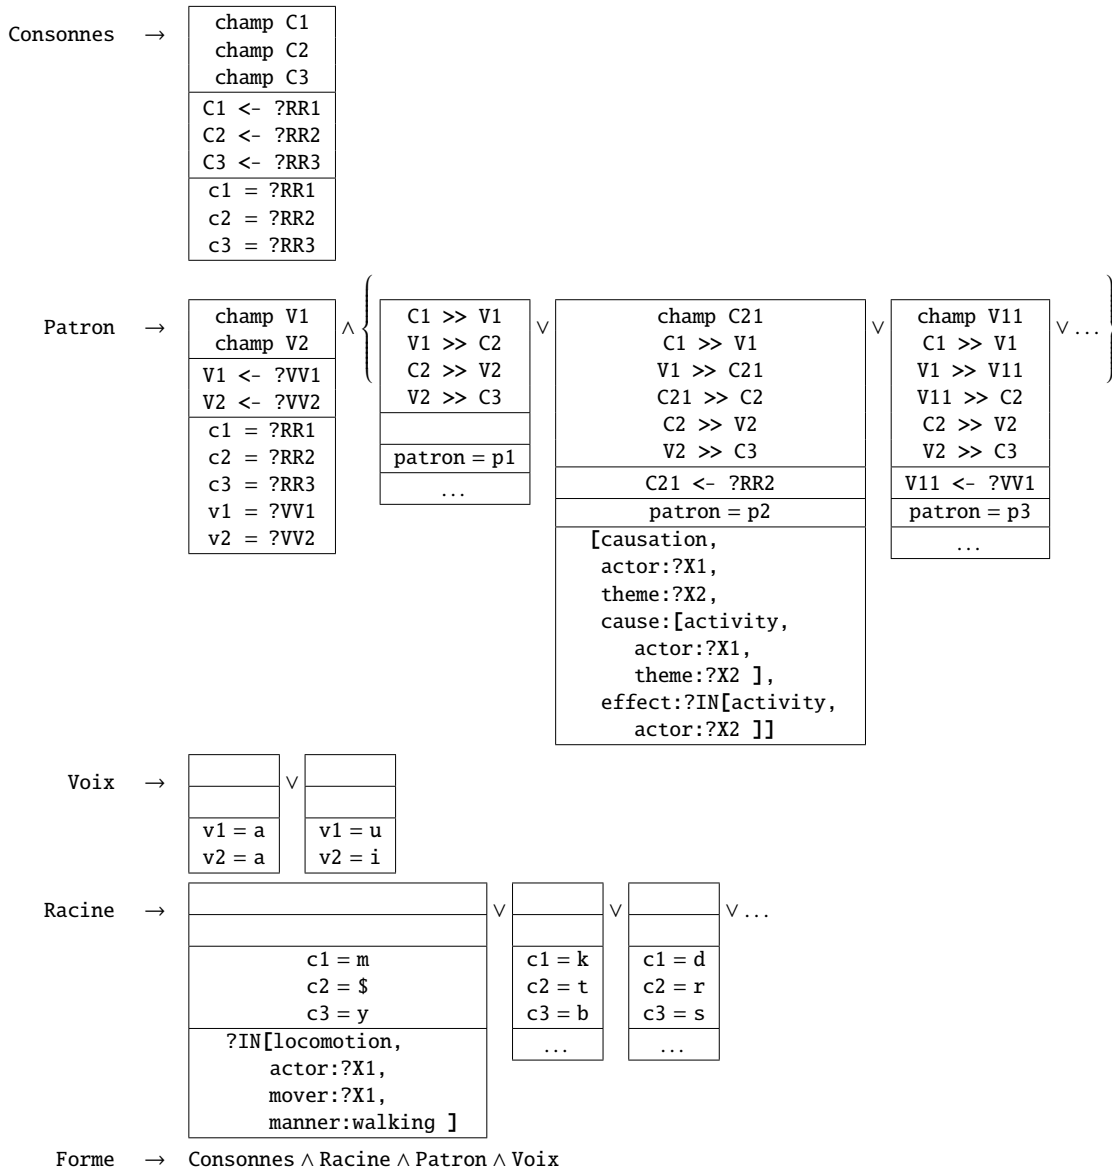 Consonnes →
champ C1
champ C2
champ C3
C1 <- ?RR1
C2 <- ?RR2
C3 <- ?RR3
c1 = ?RR1
c2 = ?RR2
c3 = ?RR3
Patron →
champ V1
champ V2
V1 <- ?VV1
V2 <- ?VV2
c1 = ?RR1
c2 = ?RR2
c3 = ?RR3
v1 = ?VV1
v2 = ?VV2
∧ {
C1 >> V1
V1 >> C2
C2 >> V2
V2 >> C3
patron = p1
...
∨
champ C21
C1 >> V1
V1 >> C21
C21 >> C2
C2 >> V2
V2 >> C3
C21 <- ?RR2
patron = p2
[causation,
actor:?X1,
theme:?X2,
cause:[activity,
actor:?X1,
theme:?X2 ],
effect:?IN[activity,
actor:?X2 ]]
∨
champ V11
C1 >> V1
V1 >> V11
V11 >> C2
C2 >> V2
V2 >> C3
V11 <- ?VV1
patron = p3
...
∨ ... }
Voix →
v1 = a
v2 = a
∨
v1 = u
v2 = i
Racine →
c1 = m
c2 = $
c3 = y
?IN[locomotion,
actor:?X1,
mover:?X1,
manner:walking ]
∨
c1 = k
c2 = t
c3 = b
...
∨
c1 = d
c2 = r
c3 = s
...
∨ ...
Forme → Consonnes ∧ Racine ∧ Patron ∧ Voix